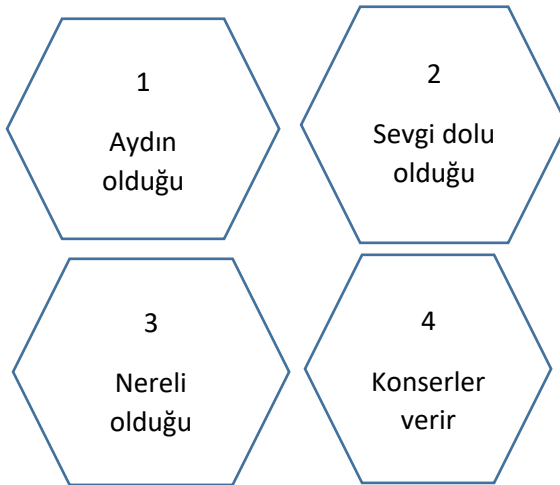 1
Aydın
olduğu
2
Sevgi dolu
olduğu
3
Nereli
olduğu
4
Konserler
verir